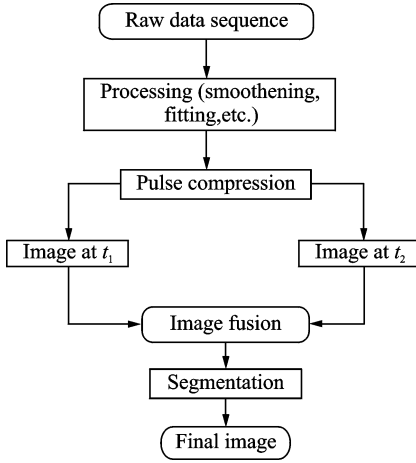 Raw data sequence
Processing (smoothening,
fitting,etc.)
Pulse compression
Image at t₁
Image at t₂
Image fusion
Segmentation
Final image